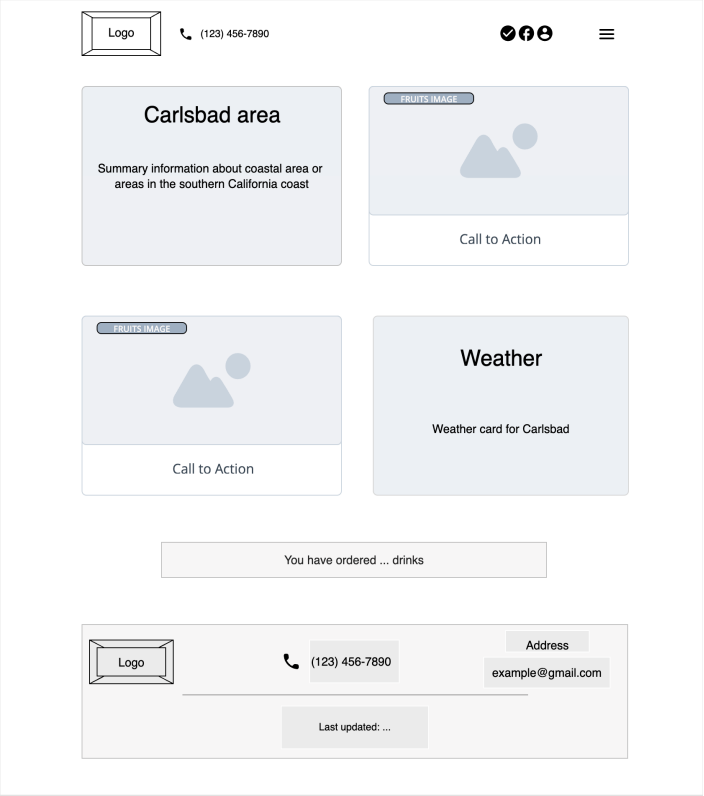 Logo
(123) 456-7890
Carlsbad area
Summary information about coastal area or
areas in the southern California coast
FRUITS IMAGE
Call to Action
FRUITS IMAGE
Call to Action
Weather
Weather card for Carlsbad
You have ordered ... drinks
Logo
(123) 456-7890
Address
example@gmail.com
Last updated: ...